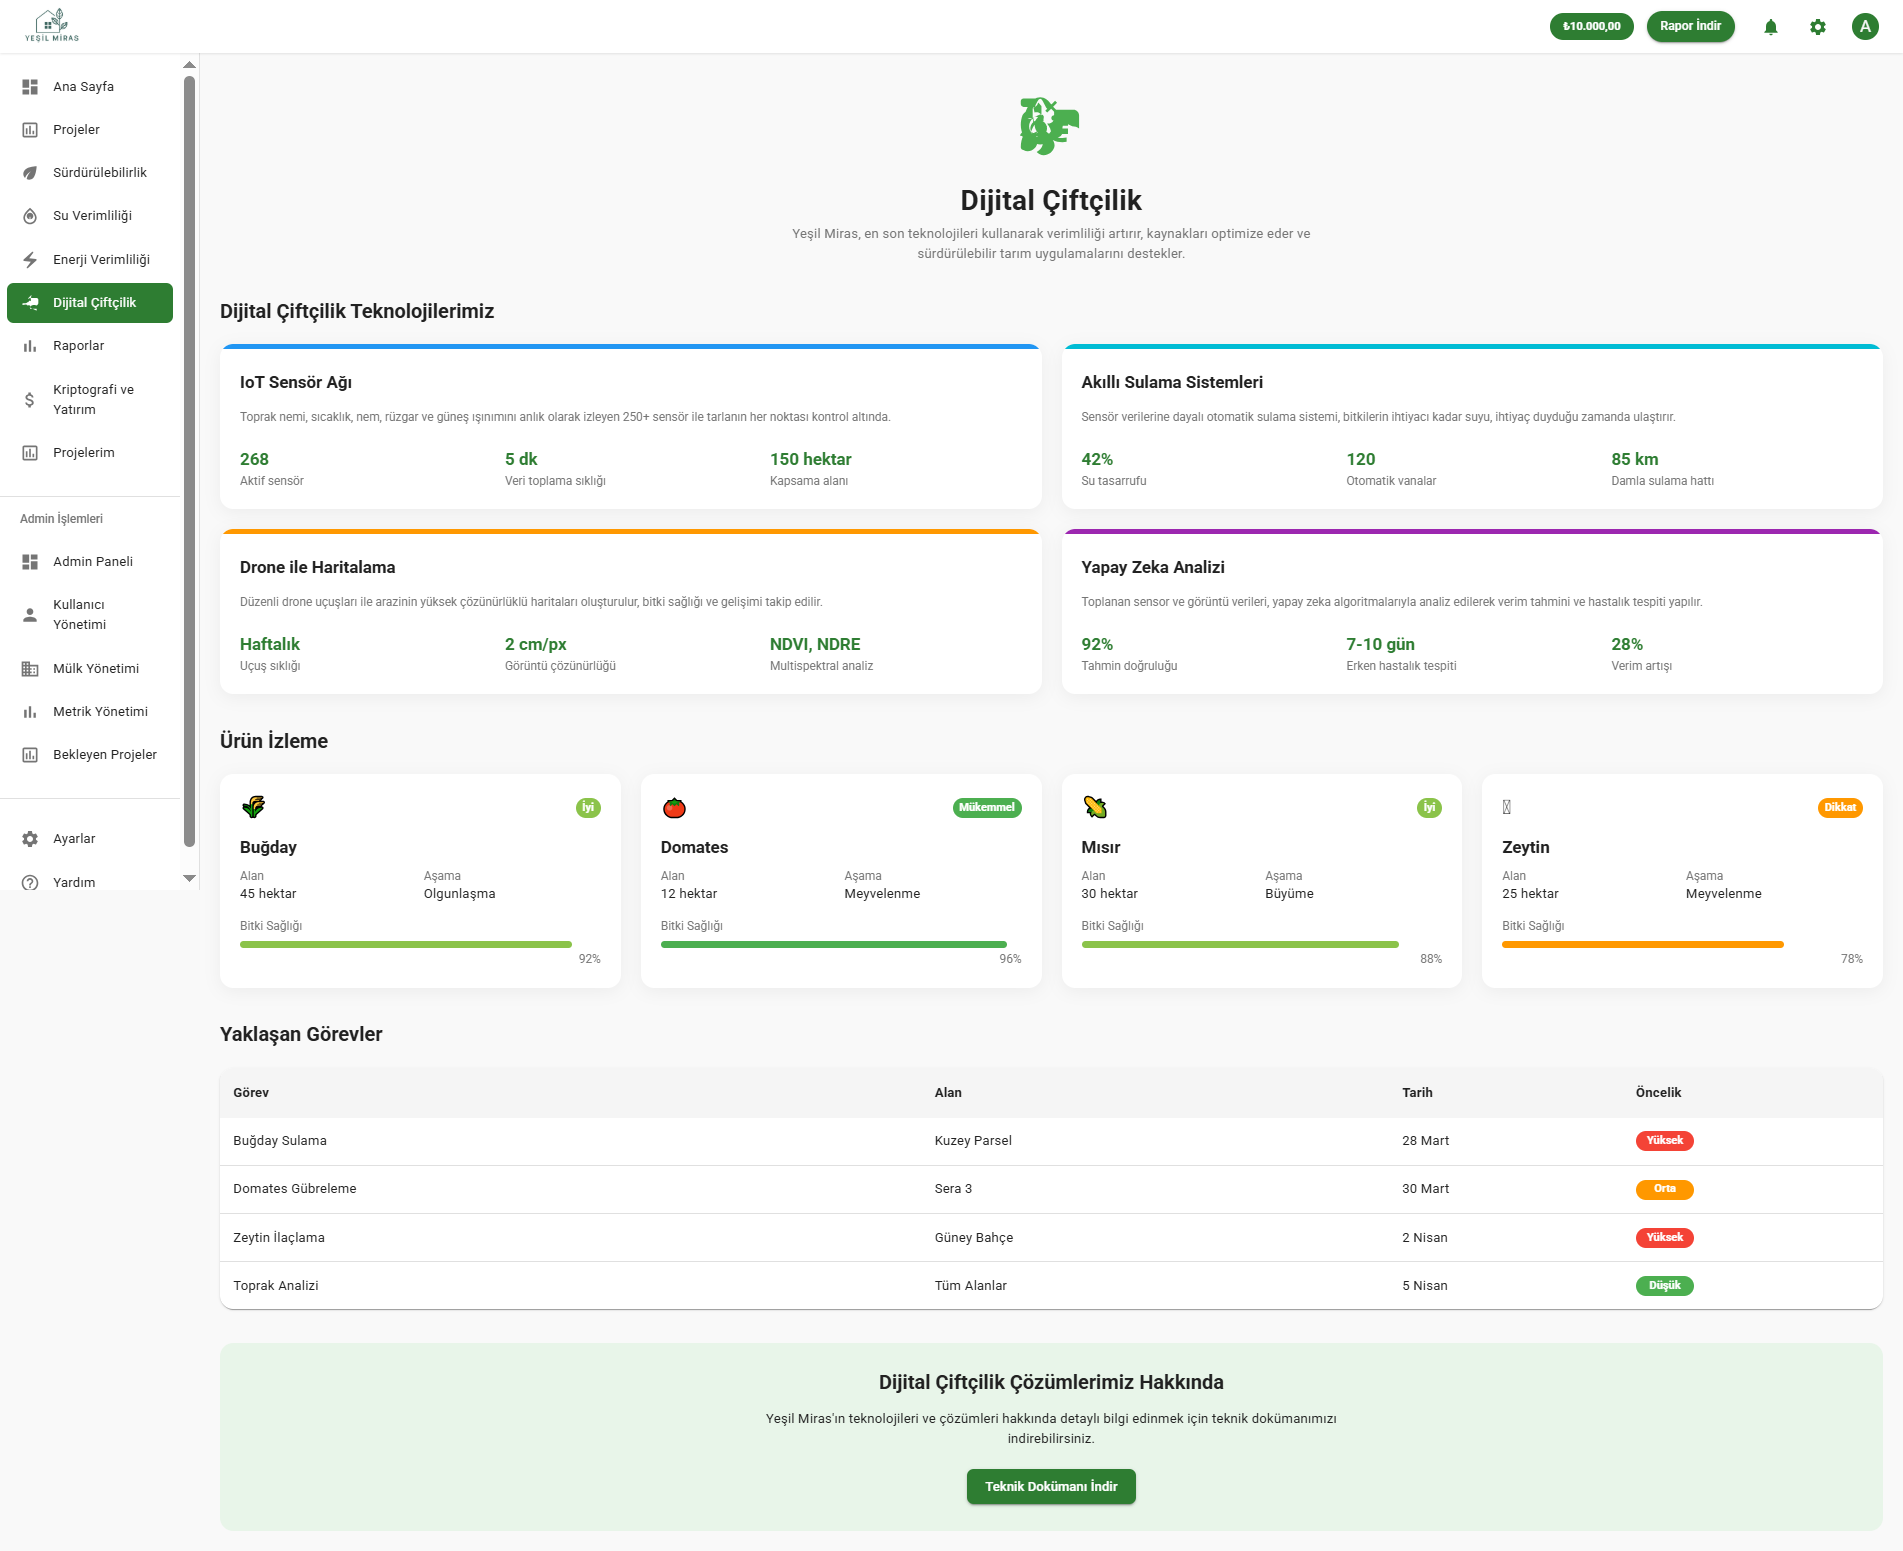 YEŞİL MİRAS
₺10.000,00
Rapor İndir
A
Ana Sayfa
Projeler
Sürdürülebilirlik
Su Verimliliği
Enerji Verimliliği
Dijital Çiftçilik
Raporlar
Kriptografi ve
Yatırım
Projelerim
Admin İşlemleri
Admin Paneli
Kullanıcı
Yönetimi
Mülk Yönetimi
Metrik Yönetimi
Bekleyen Projeler
Ayarlar
Yardım
Dijital Çiftçilik
Yeşil Miras, en son teknolojileri kullanarak verimliliği artırır, kaynakları optimize eder ve
sürdürülebilir tarım uygulamalarını destekler.
Dijital Çiftçilik Teknolojilerimiz
IoT Sensör Ağı
Toprak nemi, sıcaklık, nem, rüzgar ve güneş ışınımını anlık olarak izleyen 250+ sensör ile tarlanın her noktası kontrol altında.
268 5 dk 150 hektar
Aktif sensör Veri toplama sıklığı Kapsama alanı
Akıllı Sulama Sistemleri
Sensör verilerine dayalı otomatik sulama sistemi, bitkilerin ihtiyacı kadar suyu, ihtiyaç duyduğu zamanda ulaştırır.
42% 120 85 km
Su tasarrufu Otomatik vanalar Damla sulama hattı
Drone ile Haritalama
Düzenli drone uçuşları ile arazinin yüksek çözünürlüklü haritaları oluşturulur, bitki sağlığı ve gelişimi takip edilir.
Haftalık 2 cm/px NDVI, NDRE
Uçuş sıklığı Görüntü çözünürlüğü Multispektral analiz
Yapay Zeka Analizi
Toplanan sensor ve görüntü verileri, yapay zeka algoritmalarıyla analiz edilerek verim tahmini ve hastalık tespiti yapılır.
92% 7-10 gün 28%
Tahmin doğruluğu Erken hastalık tespiti Verim artışı
Ürün İzleme
İyi
Buğday
Alan Aşama
45 hektar Olgunlaşma
Bitki Sağlığı
92%
Mükemmel
Domates
Alan Aşama
12 hektar Meyvelenme
Bitki Sağlığı
96%
İyi
Mısır
Alan Aşama
30 hektar Büyüme
Bitki Sağlığı
88%
Dikkat
Zeytin
Alan Aşama
25 hektar Meyvelenme
Bitki Sağlığı
78%
Yaklaşan Görevler
Görev Alan Tarih Öncelik
Buğday Sulama Kuzey Parsel 28 Mart Yüksek
Domates Gübreleme Sera 3 30 Mart Orta
Zeytin İlaçlama Güney Bahçe 2 Nisan Yüksek
Toprak Analizi Tüm Alanlar 5 Nisan Düşük
Dijital Çiftçilik Çözümlerimiz Hakkında
Yeşil Miras'ın teknolojileri ve çözümleri hakkında detaylı bilgi edinmek için teknik dokümanımızı
indirebilirsiniz.
Teknik Dokümanı İndir